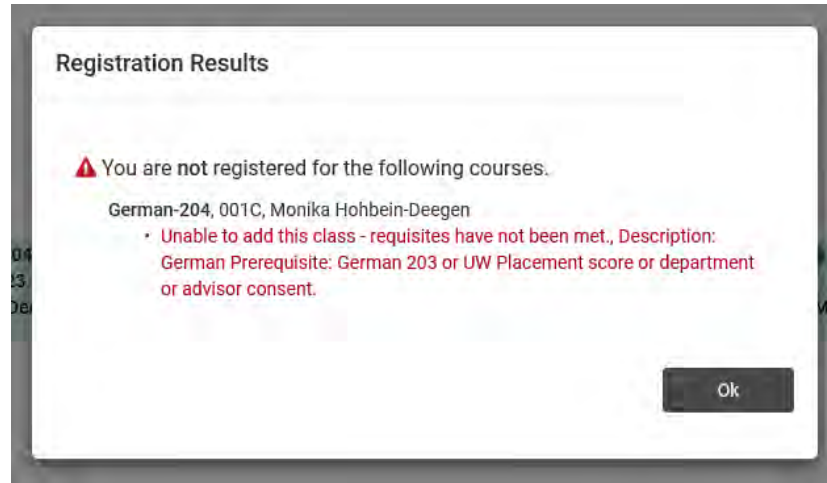 Registration Results
You are not registered for the following courses.
German-204, 001C, Monika Hohbein-Deegen
• Unable to add this class - requisites have not been met., Description:
German Prerequisite: German 203 or UW Placement score or department
or advisor consent.
Ok